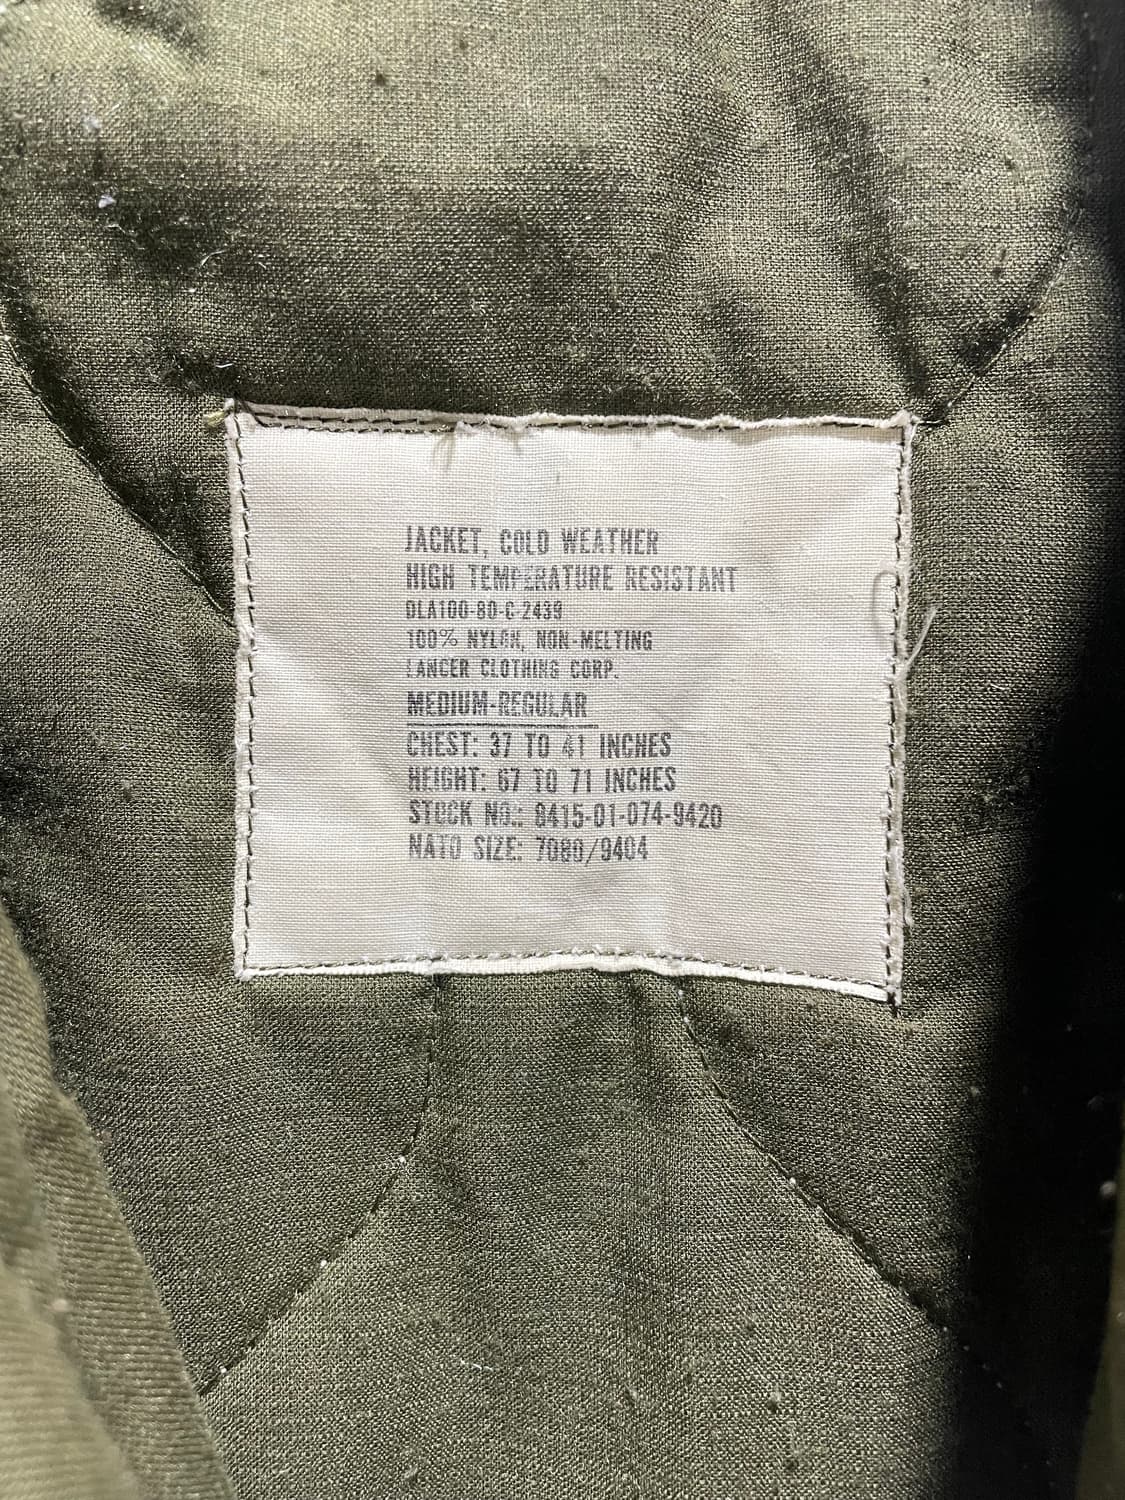 JACKET, COLD WEATHER
HIGH TEMPERATURE RESISTANT
DLA100-80-C-2439
100% NYLON, NON-MELTING
LANCER CLOTHING CORP.
MEDIUM-REGULAR
CHEST: 37 TO 41 INCHES
HEIGHT: 67 TO 71 INCHES
STOCK NO.: 8415-01-074-9420
NATO SIZE: 7080/9404